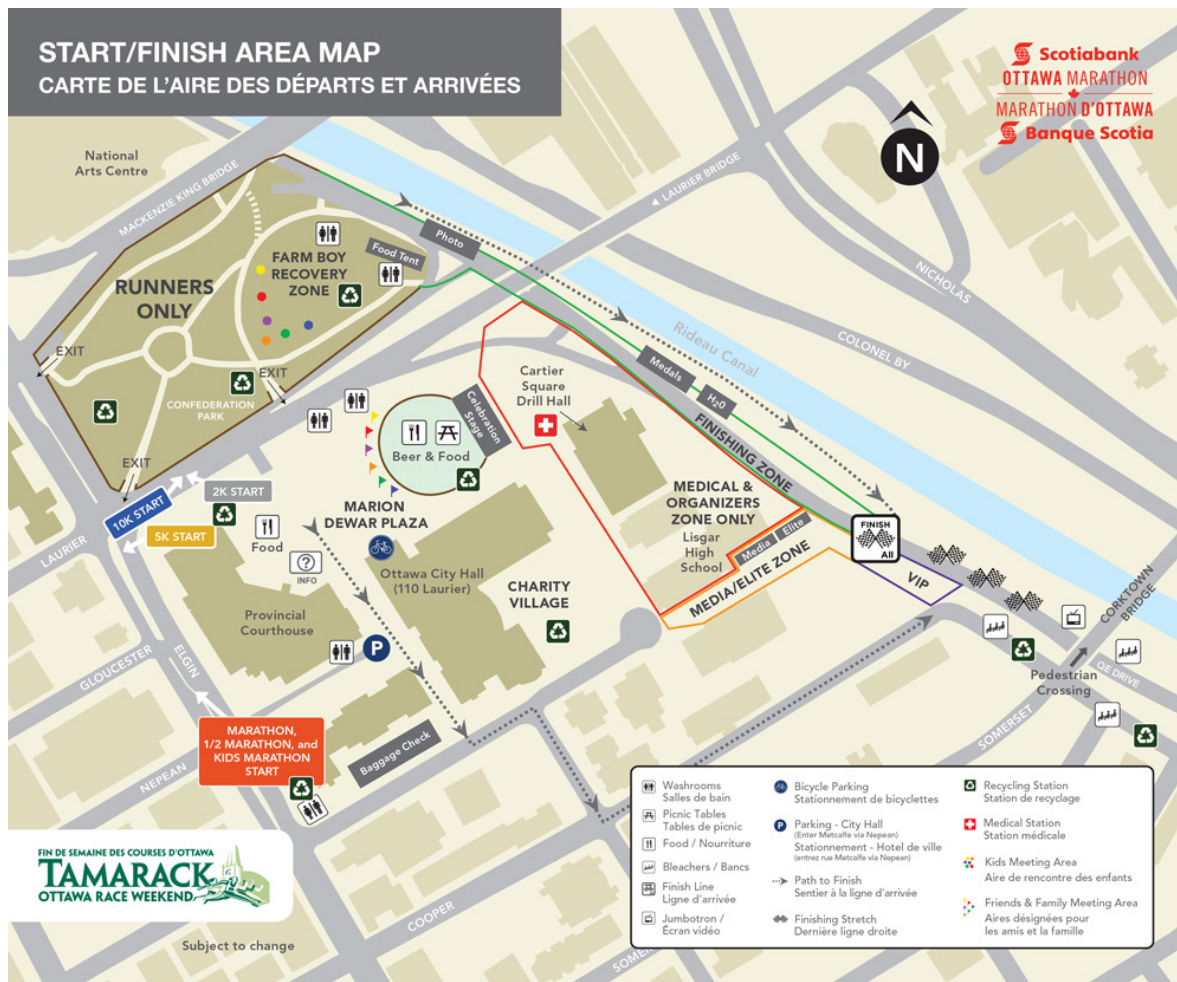 START/FINISH AREA MAP
CARTE DE L'AIRE DES DÉPARTS ET ARRIVÉES
Scotiabank
OTTAWA MARATHON
MARATHON D'OTTAWA
Banque Scotia
N
National
Arts Centre
MACKENZIE KING BRIDGE
LAURIER BRIDGE
NICHOLAS
COLONEL BY
Rideau Canal
Photo
Food Tent
FARM BOY
RECOVERY
ZONE
RUNNERS
ONLY
EXIT
EXIT
EXIT
CONFEDERATION
PARK
Medals
H2O
FINISHING ZONE
Cartier
Square
Drill Hall
Celebration
Stage
Beer & Food
MARION
DEWAR PLAZA
MEDICAL &
ORGANIZERS
ZONE ONLY
Lisgar
High
School
Media
Elite
MEDIA/ELITE ZONE
FINISH
All
VIP
CORKTOWN
BRIDGE
QE DRIVE
Pedestrian
Crossing
SOMERSET
LAURIER
10K START
2K START
5K START
Food
?
INFO
Ottawa City Hall
(110 Laurier)
CHARITY
VILLAGE
Provincial
Courthouse
P
GLOUCESTER
ELGIN
NEPEAN
MARATHON,
1/2 MARATHON, and
KIDS MARATHON
START
Baggage Check
COOPER
SOMERSET
FIN DE SEMAINE DES COURSES D'OTTAWA
TAMARACK
OTTAWA RACE WEEKEND
Subject to change
Washrooms
Salles de bain
Picnic Tables
Tables de picnic
Food / Nourriture
Bleachers / Bancs
Finish Line
Ligne d'arrivée
Jumbotron /
Écran vidéo
Bicycle Parking
Stationnement de bicyclettes
P
Parking - City Hall
(Enter Metcalfe via Nepean)
Stationnement - Hotel de ville
(entrez rue Metcalfe via Nepean)
Path to Finish
Sentier à la ligne d'arrivée
Finishing Stretch
Dernière ligne droite
Recycling Station
Station de recyclage
Medical Station
Station médicale
Kids Meeting Area
Aire de rencontre des enfants
Friends & Family Meeting Area
Aires désignées pour
les amis et la famille